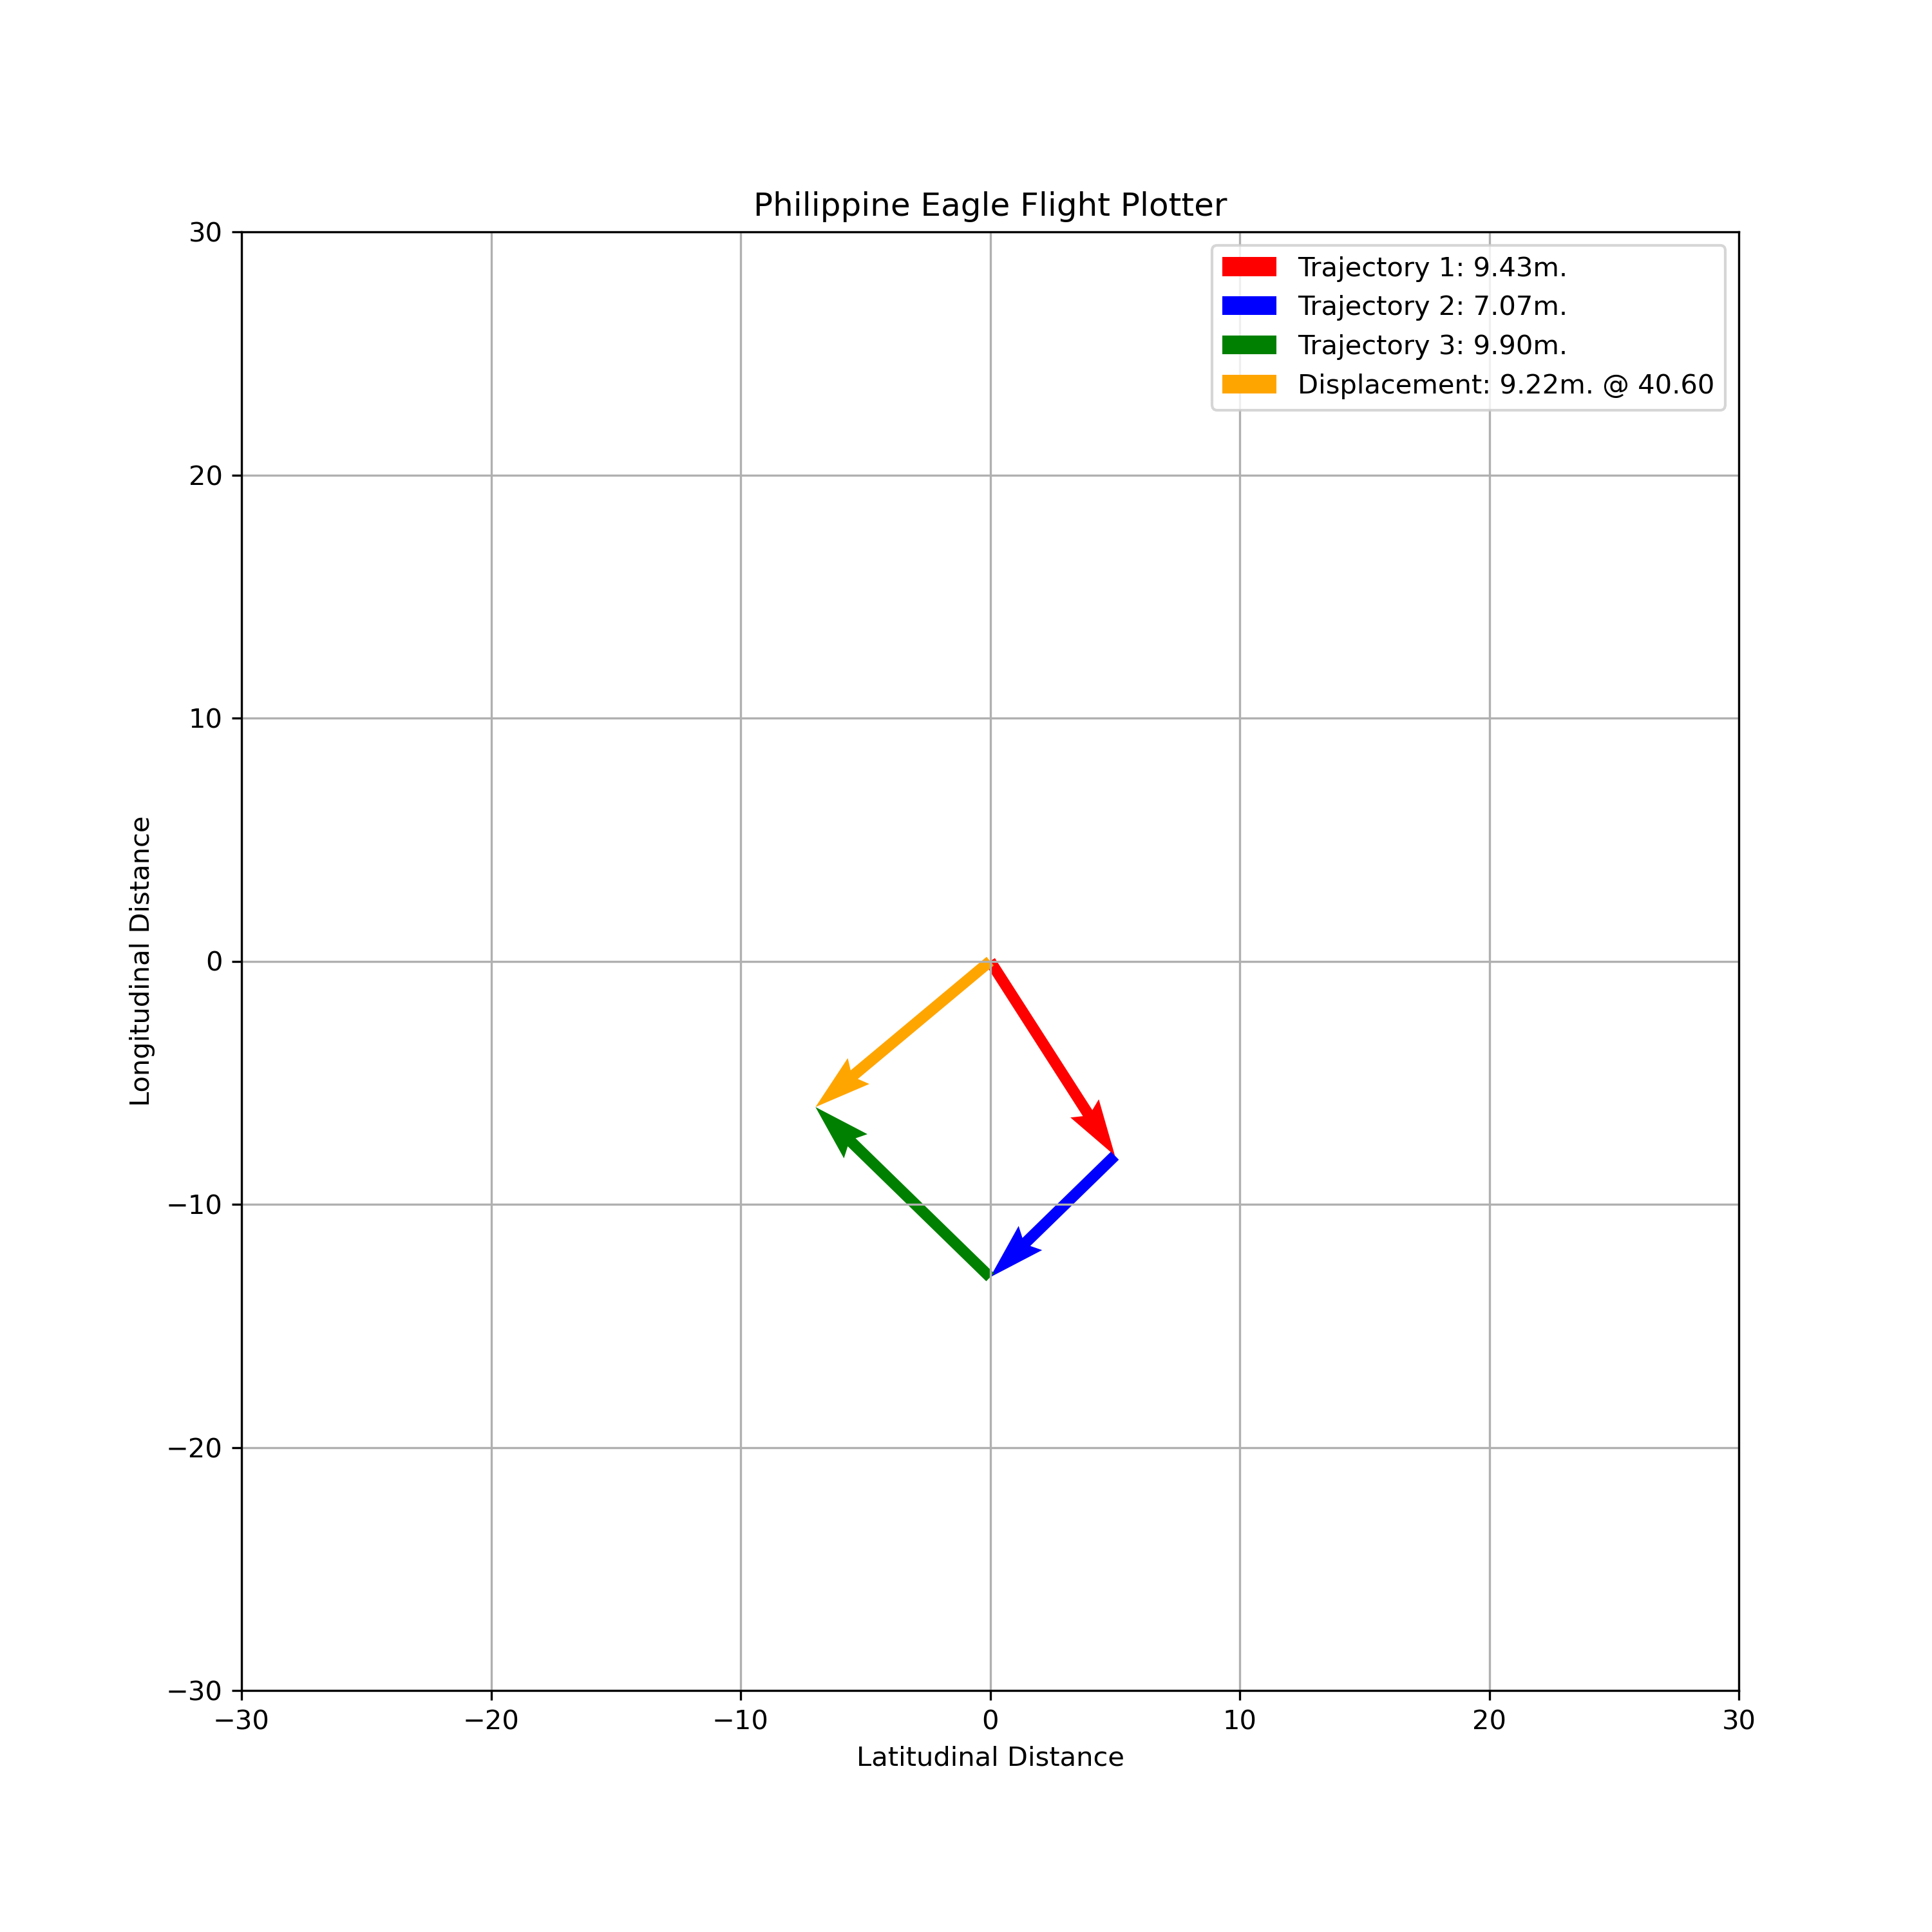 Philippine Eagle Flight Plotter
Trajectory 1: 9.43m.
Trajectory 2: 7.07m.
Trajectory 3: 9.90m.
Displacement: 9.22m. @ 40.60
Longitudinal Distance
30
20
10
0
−10
−20
−30
−30 −20 −10 0 10 20 30
Latitudinal Distance